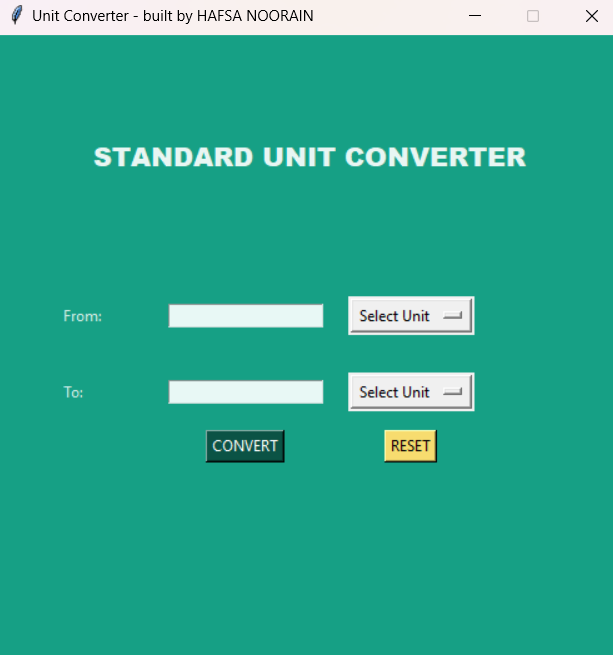 Unit Converter - built by HAFSA NOORAIN
STANDARD UNIT CONVERTER
From: Select Unit
To: Select Unit
CONVERT RESET